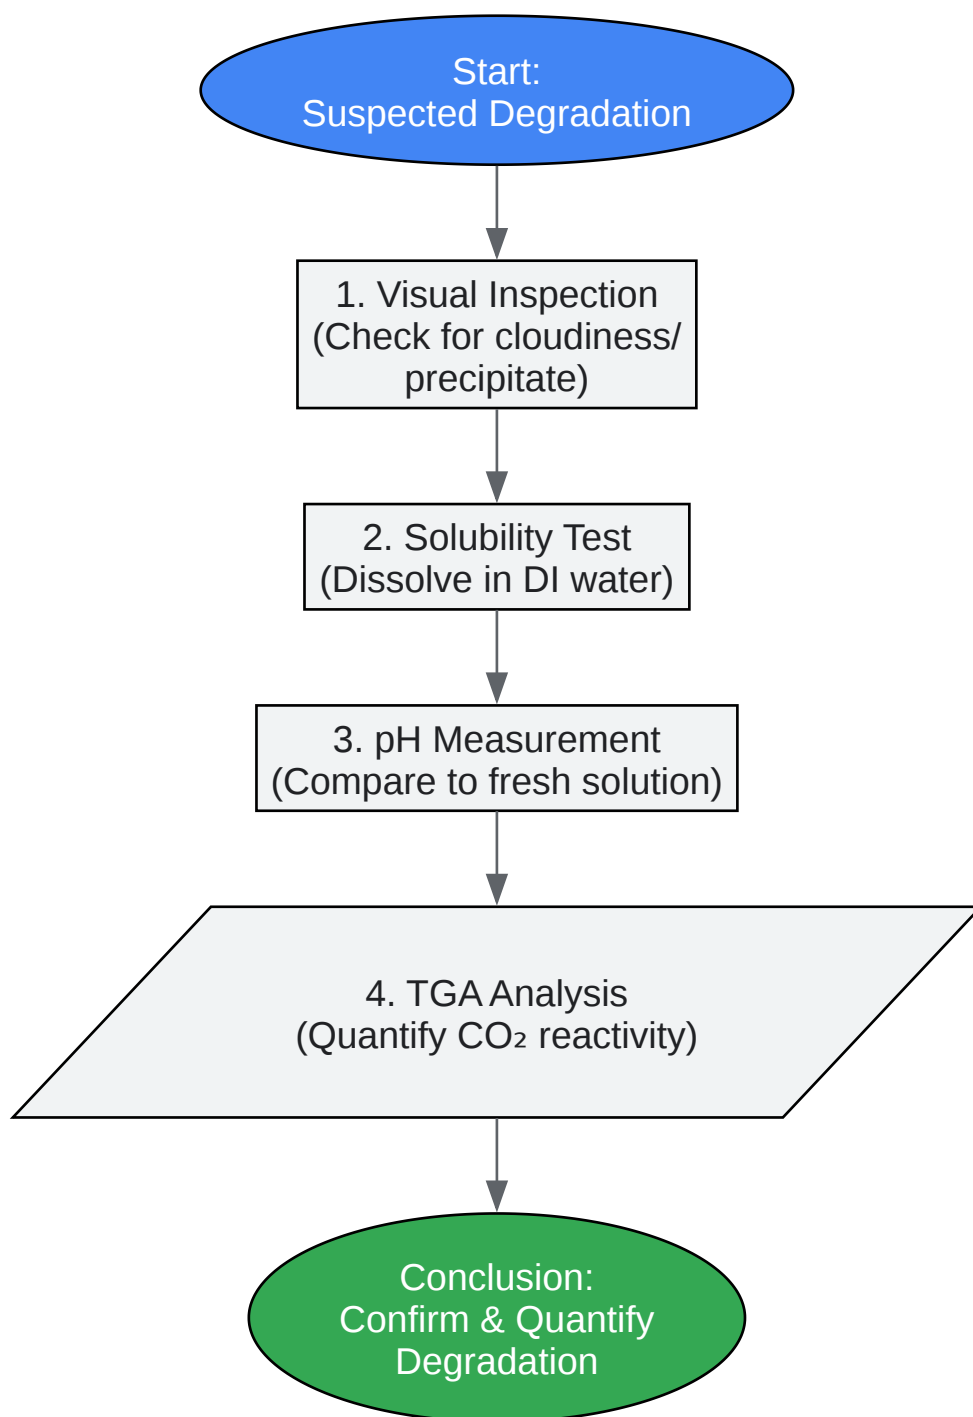 Start:
Suspected Degradation
1. Visual Inspection
(Check for cloudiness/
precipitate)
2. Solubility Test
(Dissolve in DI water)
3. pH Measurement
(Compare to fresh solution)
4. TGA Analysis
(Quantify CO₂ reactivity)
Conclusion:
Confirm & Quantify
Degradation